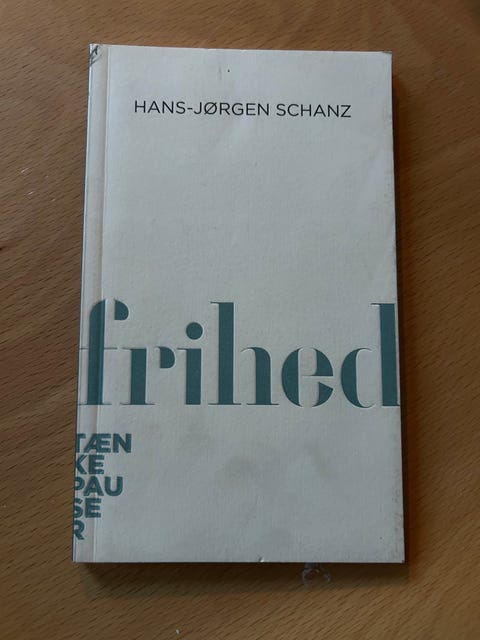 HANS-JØRGEN SCHANZ
frihed
TÆN
KE
PAU
SE
R